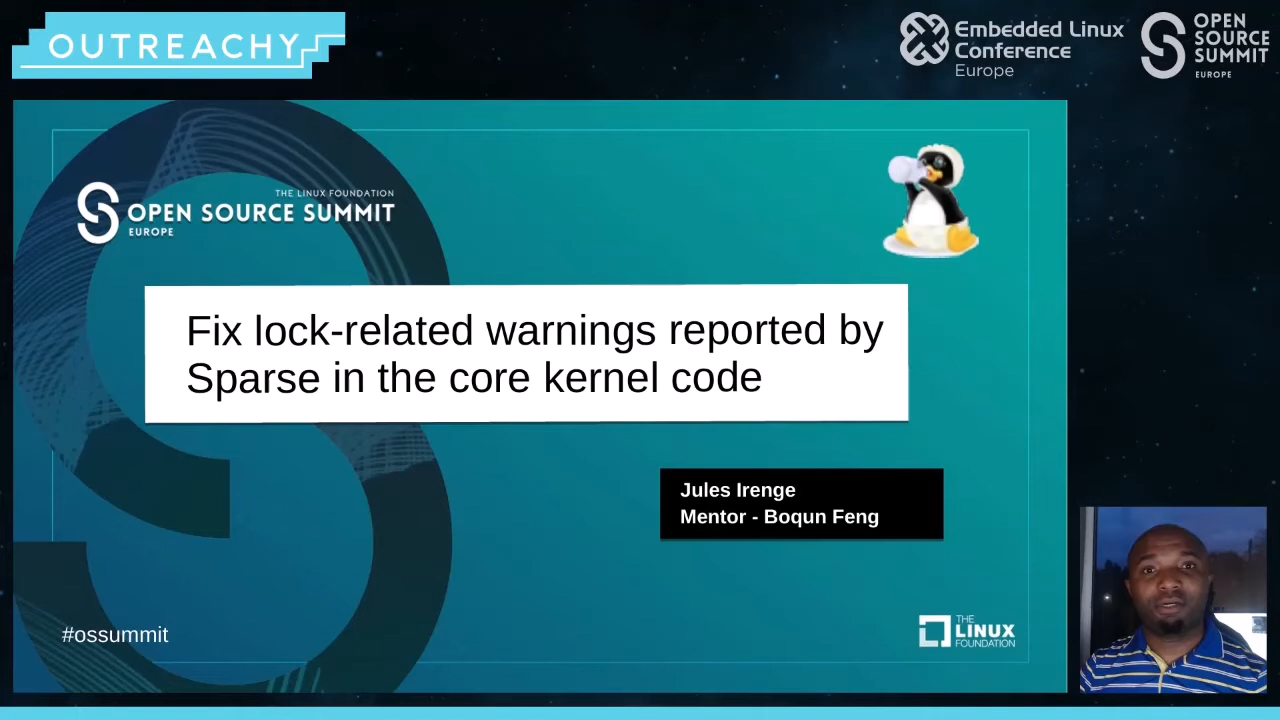 OUTREACHY
Embedded Linux
Conference
Europe
OPEN
SOURCE
SUMMIT
EUROPE
THE LINUX FOUNDATION
OPEN SOURCE SUMMIT
EUROPE
Fix lock-related warnings reported by
Sparse in the core kernel code
Jules Irenge
Mentor - Boqun Feng
#ossummit
THE
LINUX
FOUNDATION